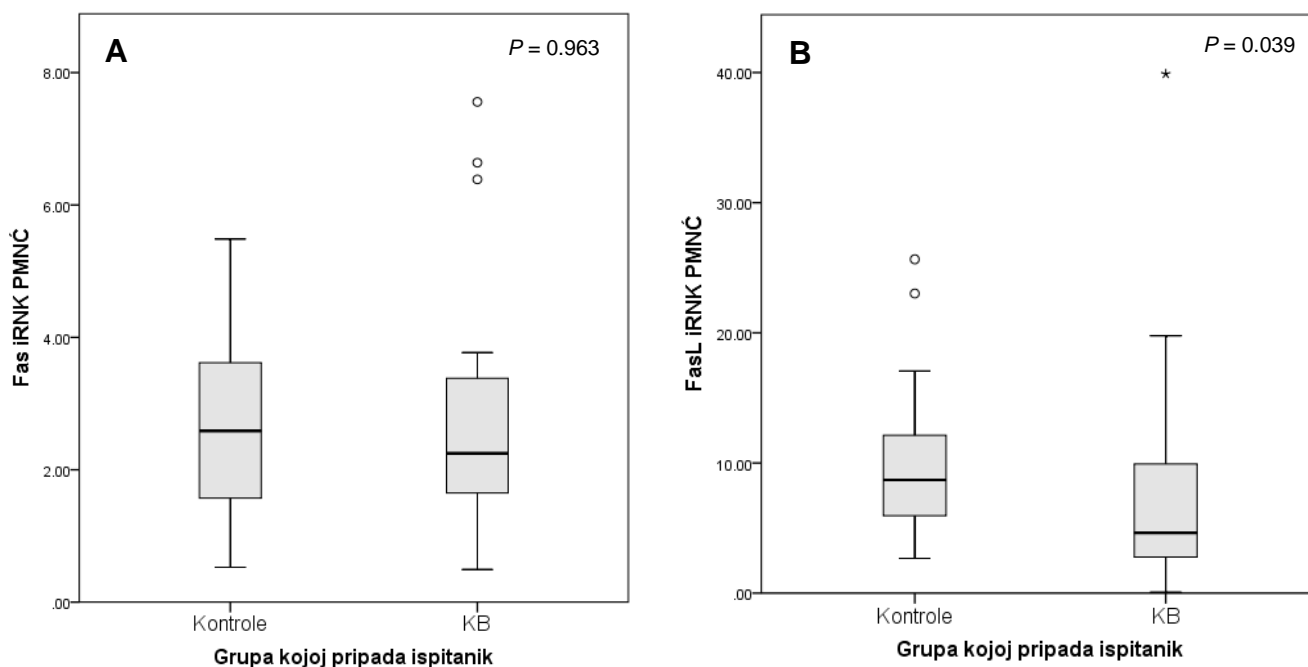 A
P = 0.963
8.00
6.00
4.00
2.00
.00
Fas iRNK PMNĆ
Kontrole
KB
Grupa kojoj pripada ispitanik
B
P = 0.039
40.00
30.00
20.00
10.00
.00
FasL iRNK PMNĆ
Kontrole
KB
Grupa kojoj pripada ispitanik